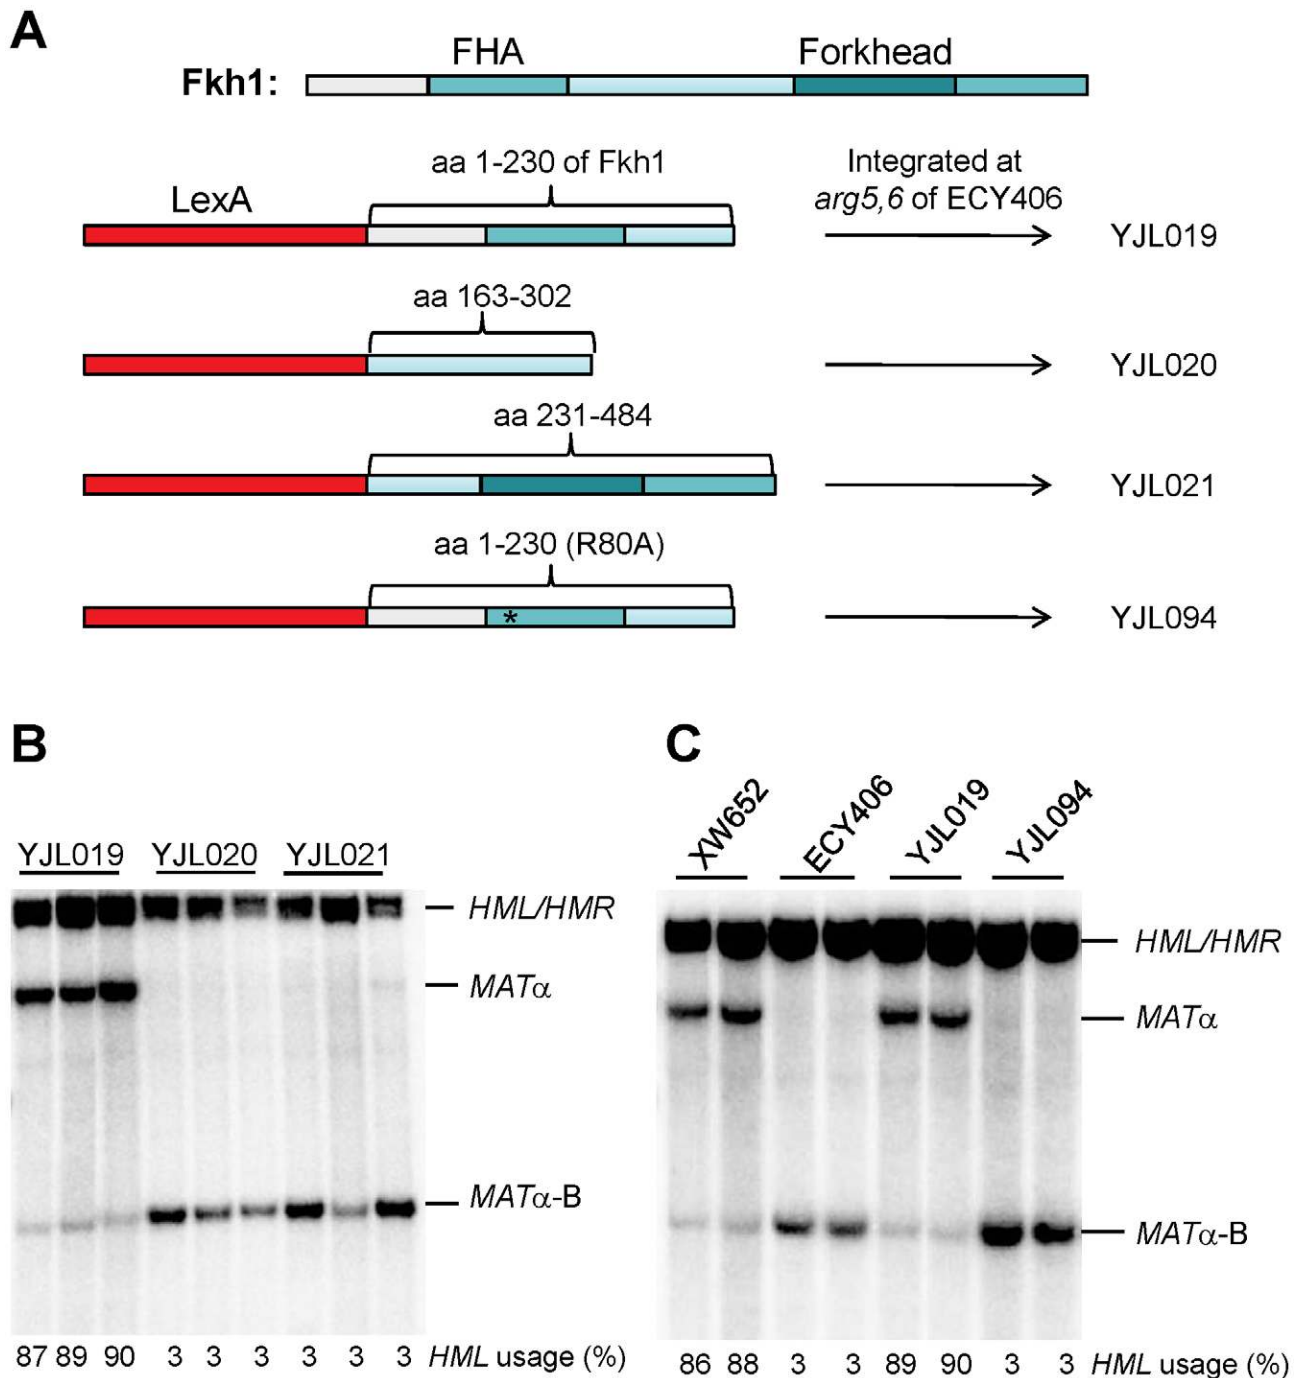 A
FHA Forkhead
Fkh1:
aa 1-230 of Fkh1 Integrated at
LexA arg5,6 of ECY406
YJL019
aa 163-302
YJL020
aa 231-484
YJL021
aa 1-230 (R80A)
* YJL094
B
YJL019 YJL020 YJL021
HML/HMR
MATα
MATα-B
87 89 90 3 3 3 3 3 3 HML usage (%)
C
XW652 ECY406 YJL019 YJL094
HML/HMR
MATα
MATα-B
86 88 3 3 89 90 3 3 HML usage (%)